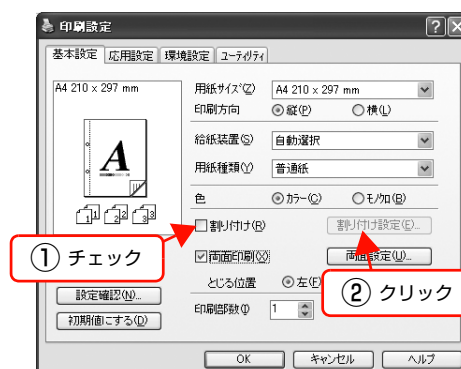 印刷設定
基本設定 応用設定 環境設定 ユーティリティ
A4 210 x 297 mm
用紙サイズ(Z) A4 210 x 297 mm
印刷方向 縦(P) 横(L)
給紙装置(S) 自動選択
用紙種類(Y) 普通紙
A
色 カラー(C) モノクロ(B)
1 1 2 2 3 3
割り付け(R) 割り付け設定(E)...
① チェック
両面印刷(X) 両面設定(U)...
とじる位置 左(F)
② クリック
設定確認(N)...
印刷部数(I) 1
初期値にする(D)
OK キャンセル ヘルプ